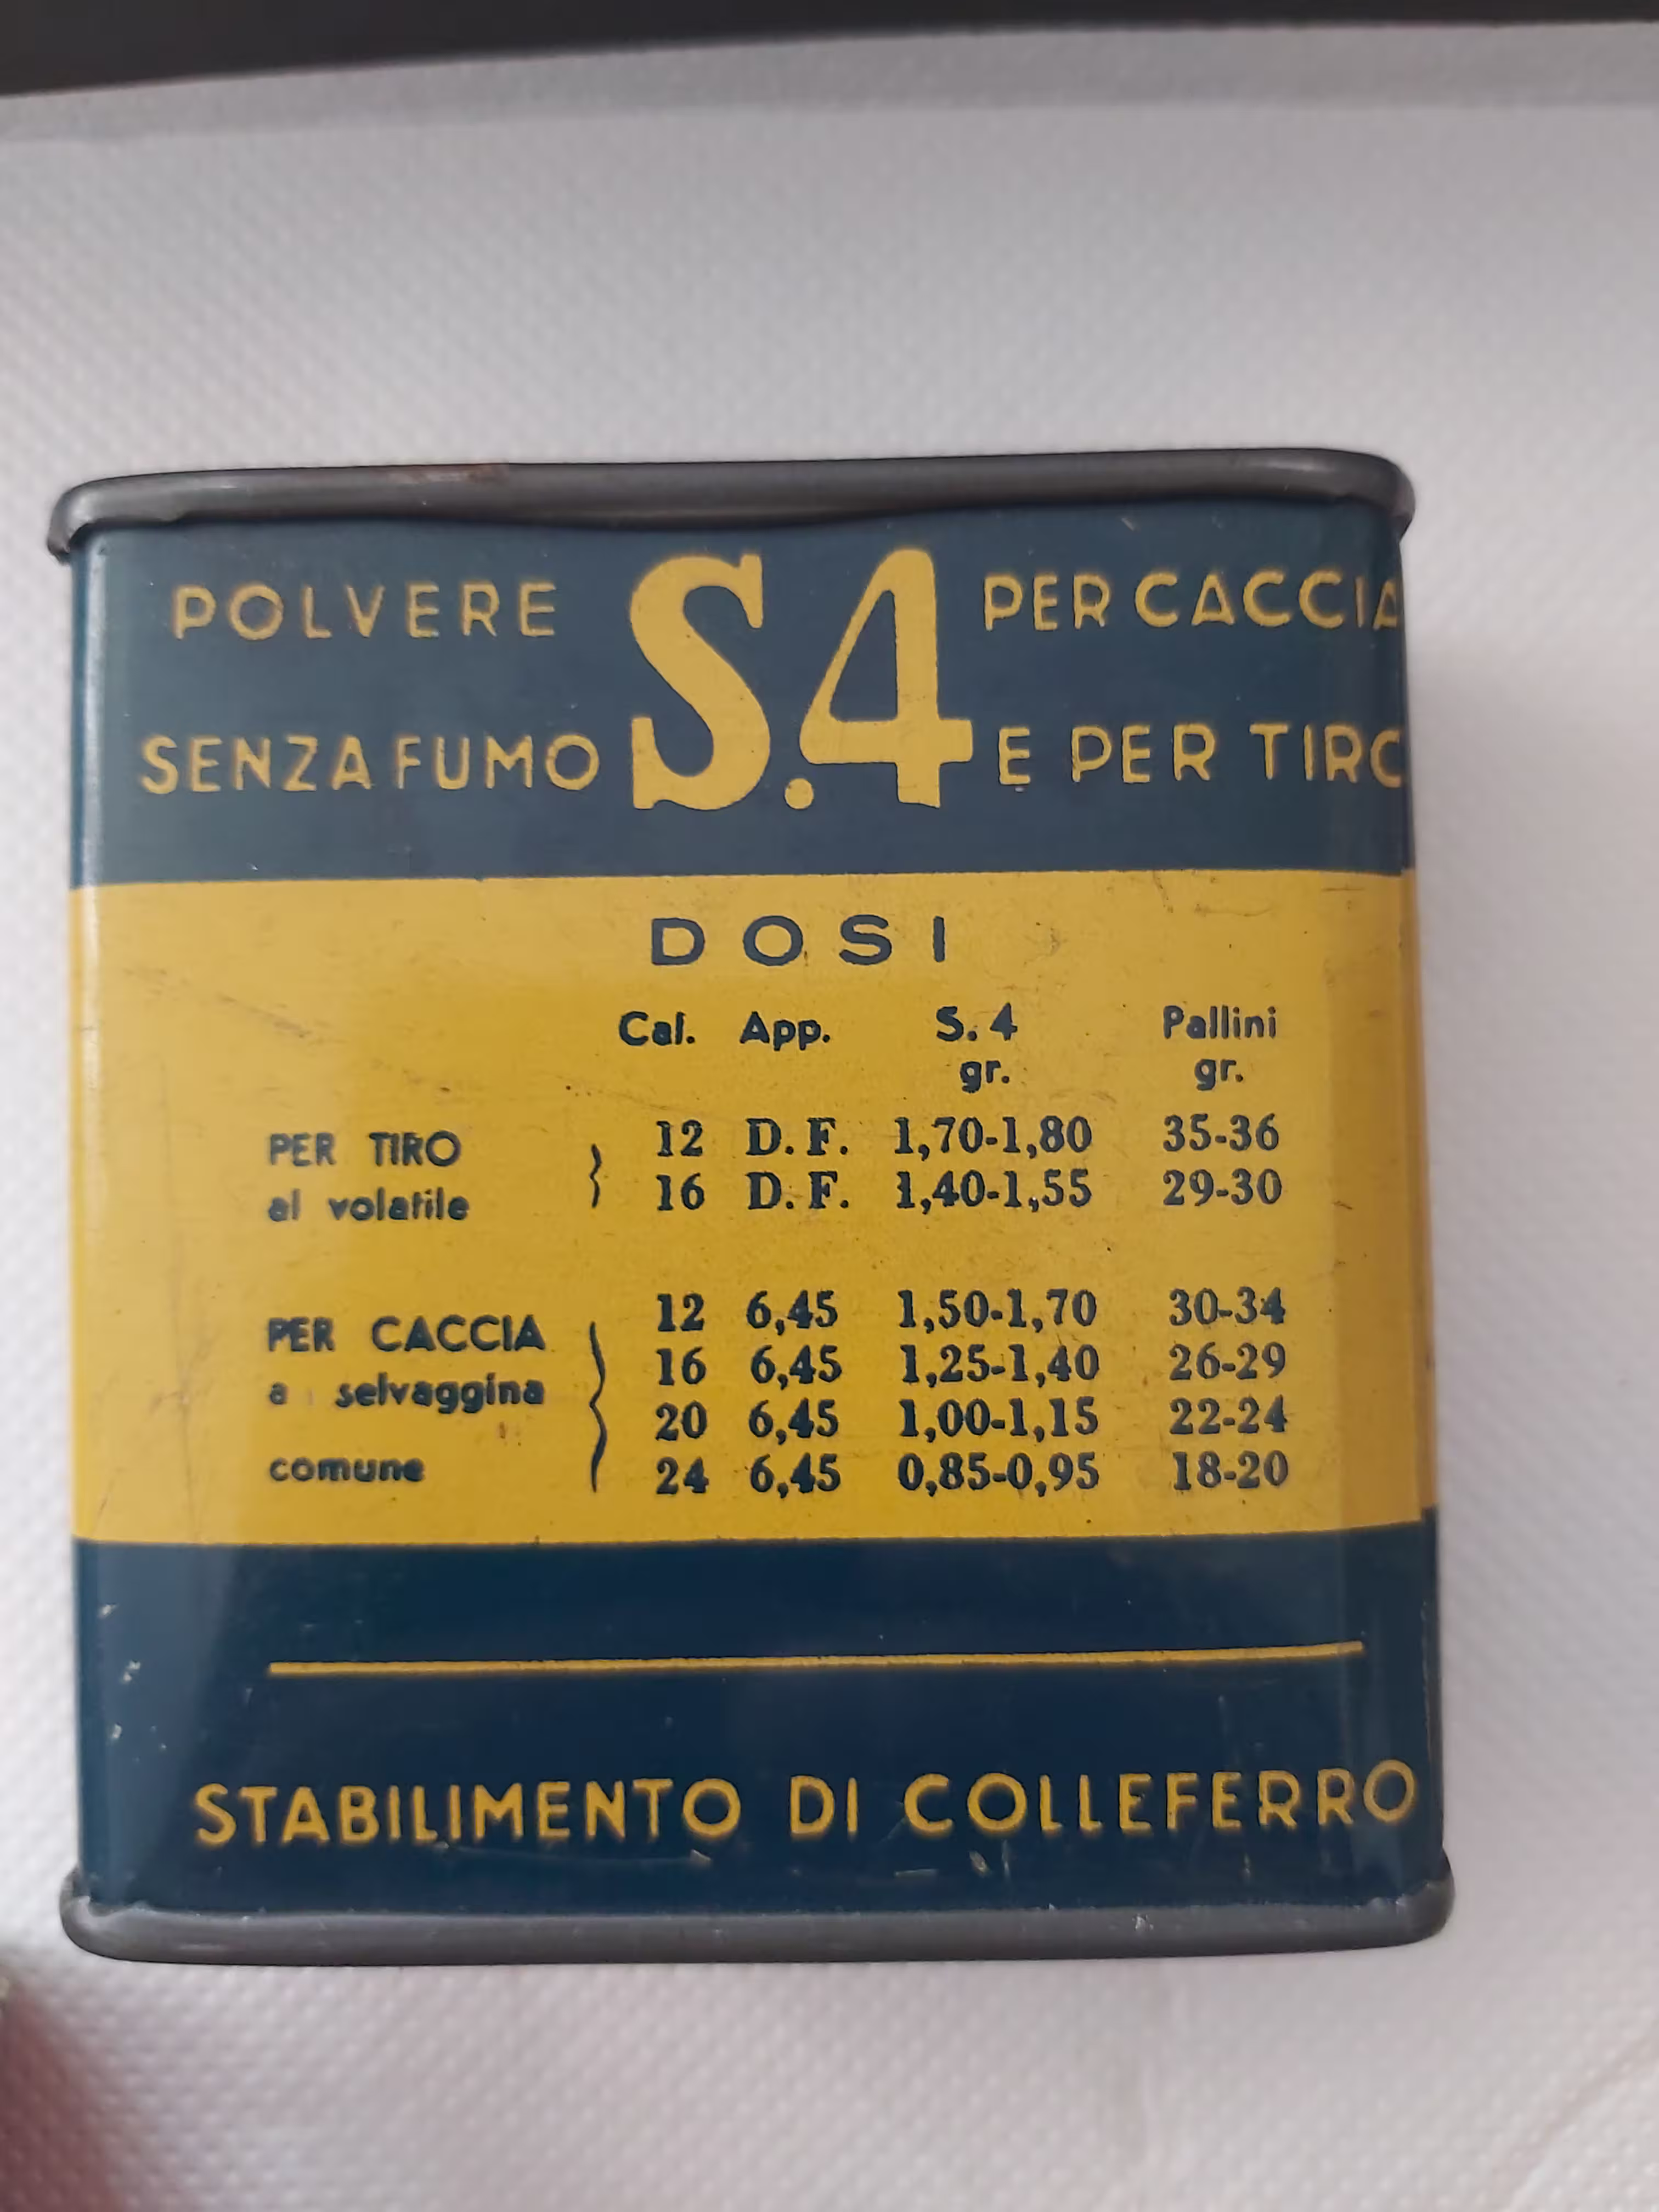 POLVERE S.4 PER CACCIA
SENZA FUMO E PER TIRO
DOSI
Cal. App. S.4 Pallini
gr. gr.
PER TIRO 12 D.F. 1,70-1,80 35-36
al volatile 16 D.F. 1,40-1,55 29-30
12 6,45 1,50-1,70 30-34
PER CACCIA 16 6,45 1,25-1,40 26-29
a selvaggina 20 6,45 1,00-1,15 22-24
comune 24 6,45 0,85-0,95 18-20
STABILIMENTO DI COLLEFERRO